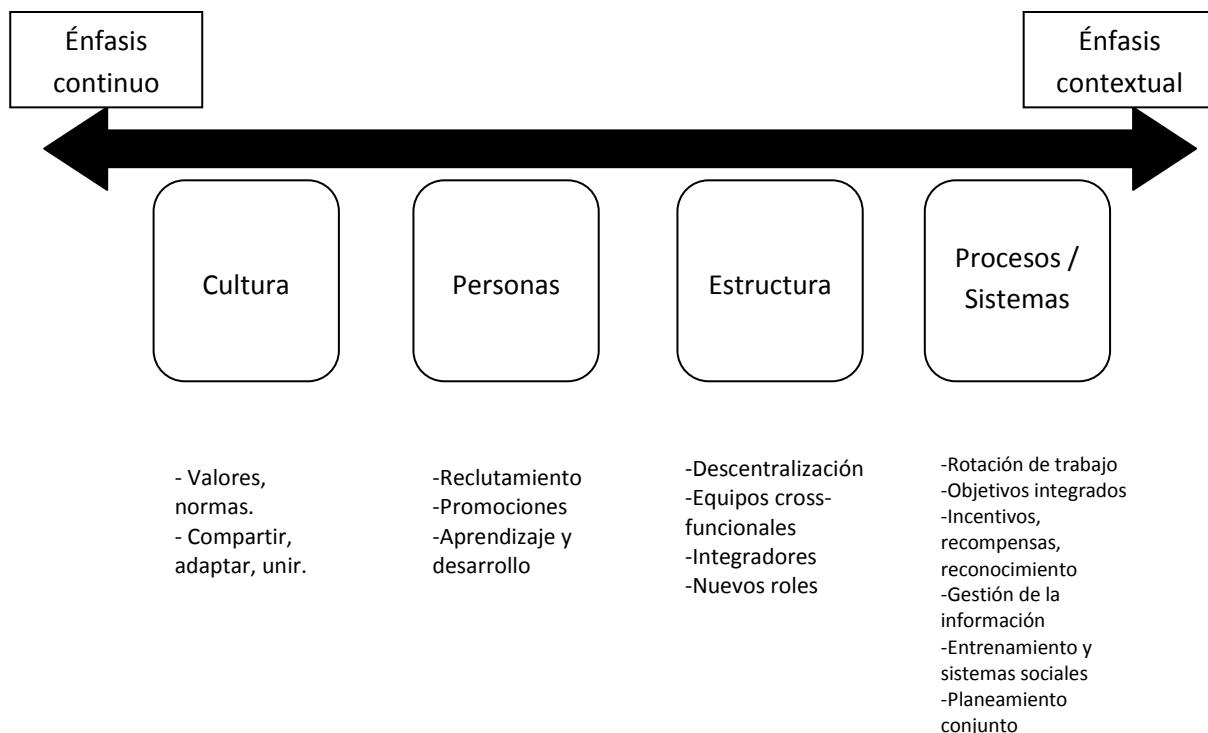 Énfasis
continuo
Énfasis
contextual
Cultura
Personas
Estructura
Procesos /
Sistemas
- Valores,
normas.
- Compartir,
adaptar, unir.
-Reclutamiento
-Promociones
-Aprendizaje y
desarrollo
-Descentralización
-Equipos cross-
funcionales
-Integradores
-Nuevos roles
-Rotación de trabajo
-Objetivos integrados
-Incentivos,
recompensas,
reconocimiento
-Gestión de la
información
-Entrenamiento y
sistemas sociales
-Planeamiento
conjunto